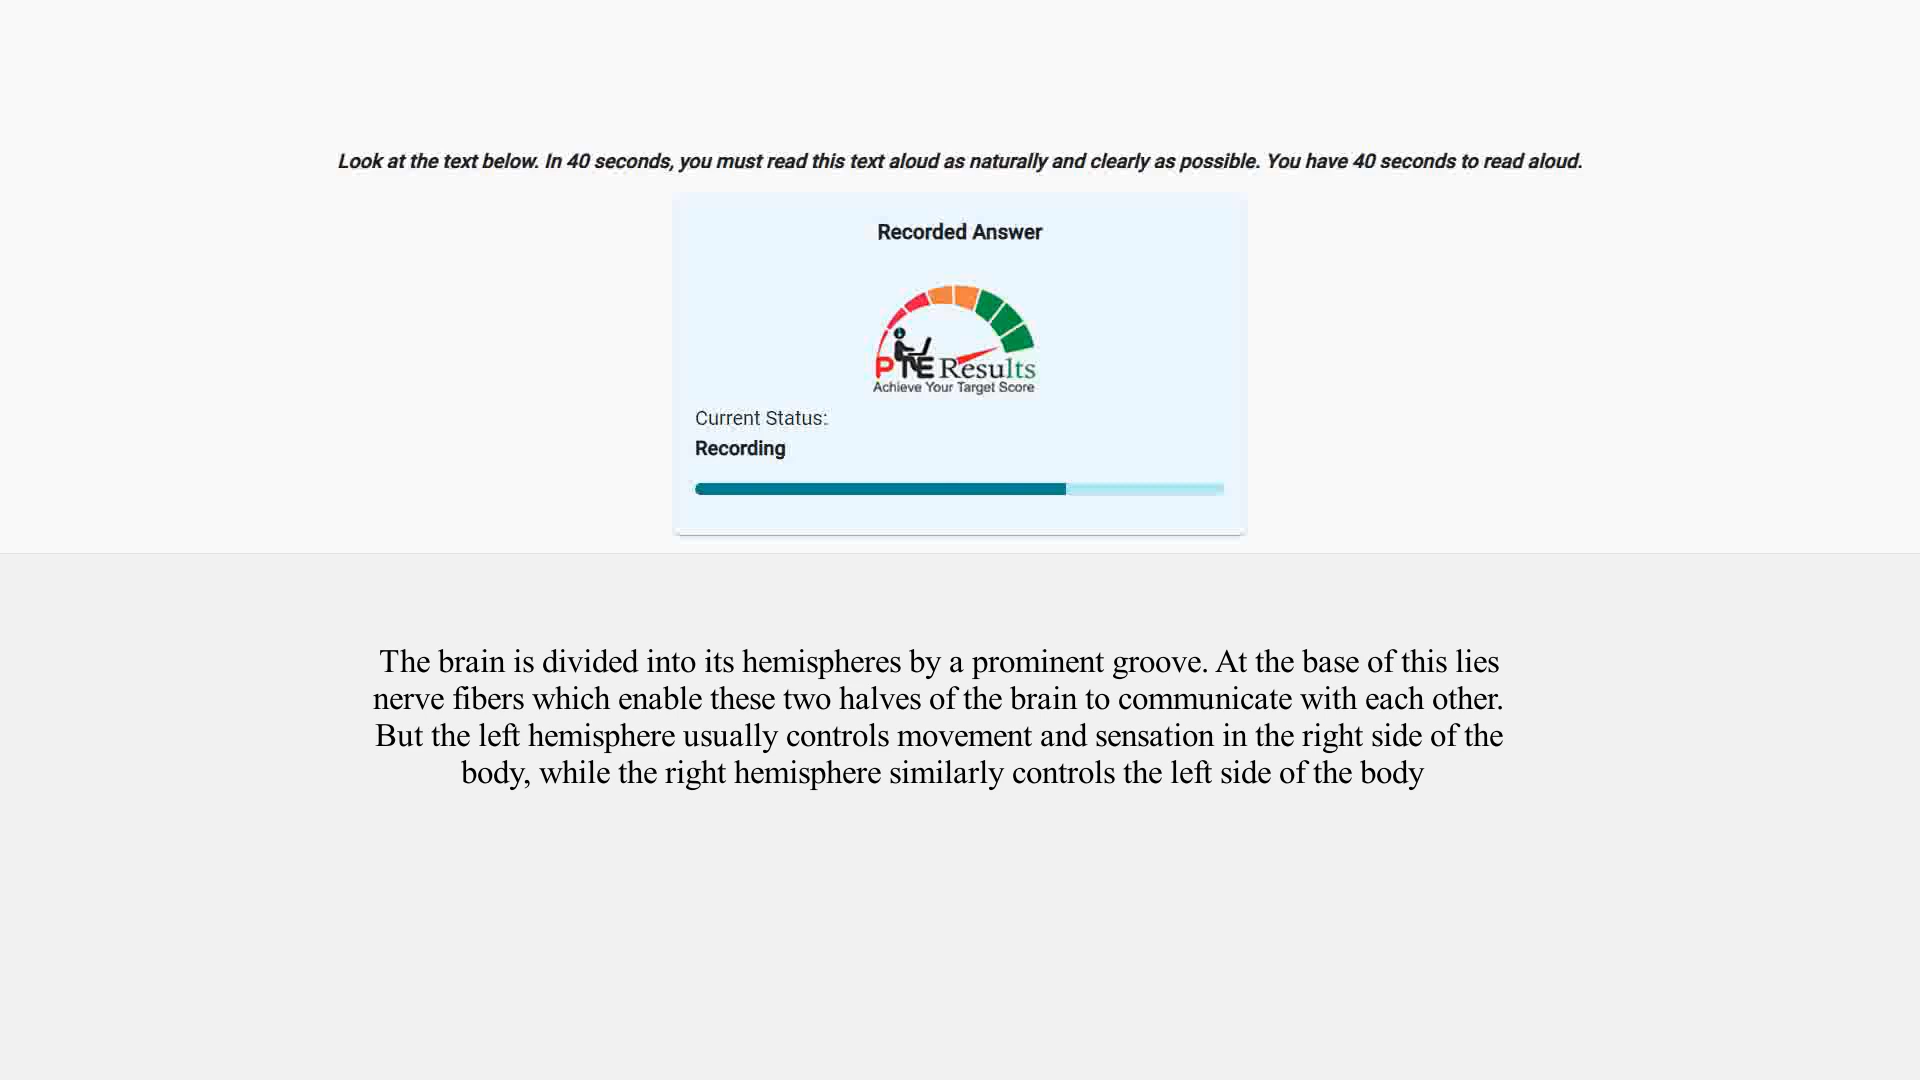 Look at the text below. In 40 seconds, you must read this text aloud as naturally and clearly as possible. You have 40 seconds to read aloud.
Recorded Answer
PTE Results
Achieve Your Target Score
Current Status:
Recording
The brain is divided into its hemispheres by a prominent groove. At the base of this lies
nerve fibers which enable these two halves of the brain to communicate with each other.
But the left hemisphere usually controls movement and sensation in the right side of the
body, while the right hemisphere similarly controls the left side of the body